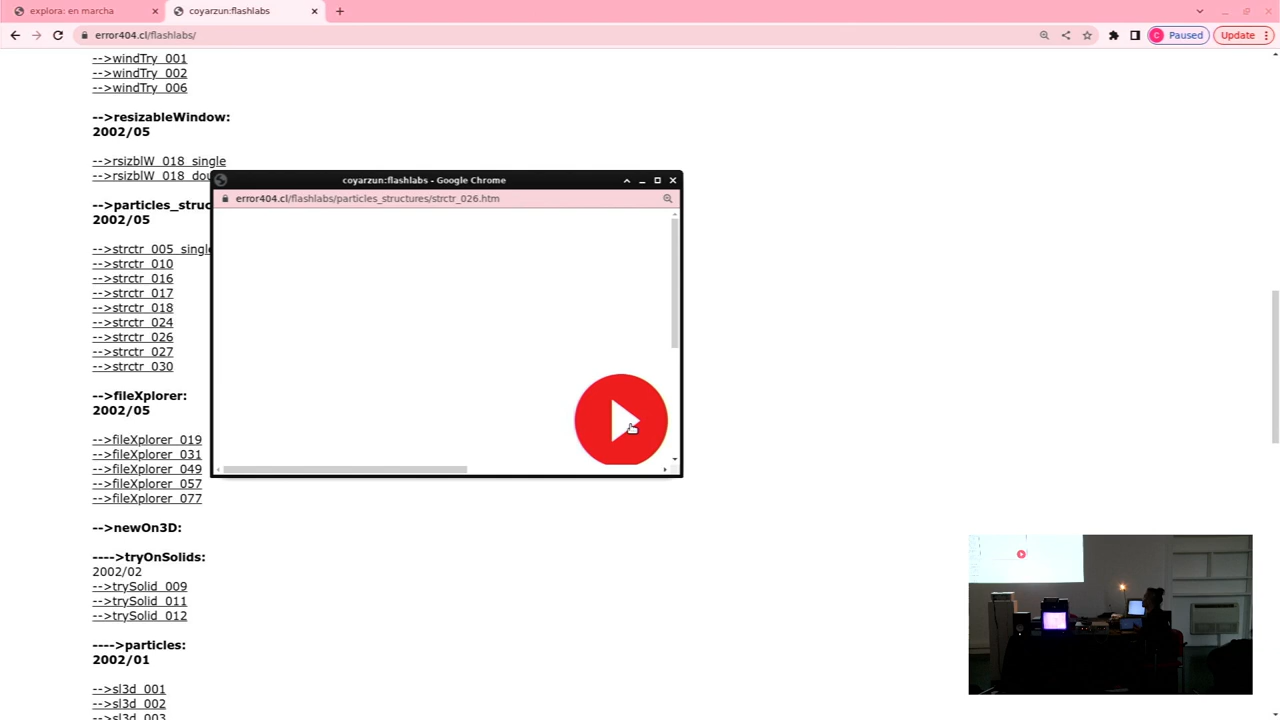 explora: en marcha
coyarzun:flashlabs
error404.cl/flashlabs/
C
Paused
Update
-->windTry_001
-->windTry_002
-->windTry_006
-->resizableWindow:
2002/05
-->rsizblW_018_single
-->rsizblW_018_dou
-->particles_struc
2002/05
-->strctr_005_single
-->strctr_010
-->strctr_016
-->strctr_017
-->strctr_018
-->strctr_024
-->strctr_026
-->strctr_027
-->strctr_030
coyarzun:flashlabs - Google Chrome
error404.cl/flashlabs/particles_structures/strctr_026.htm
-->fileXplorer:
2002/05
-->fileXplorer_019
-->fileXplorer_031
-->fileXplorer_049
-->fileXplorer_057
-->fileXplorer_077
-->newOn3D:
---->tryOnSolids:
2002/02
-->trySolid_009
-->trySolid_011
-->trySolid_012
---->particles:
2002/01
-->sl3d_001
-->sl3d_002
-->sl3d_003